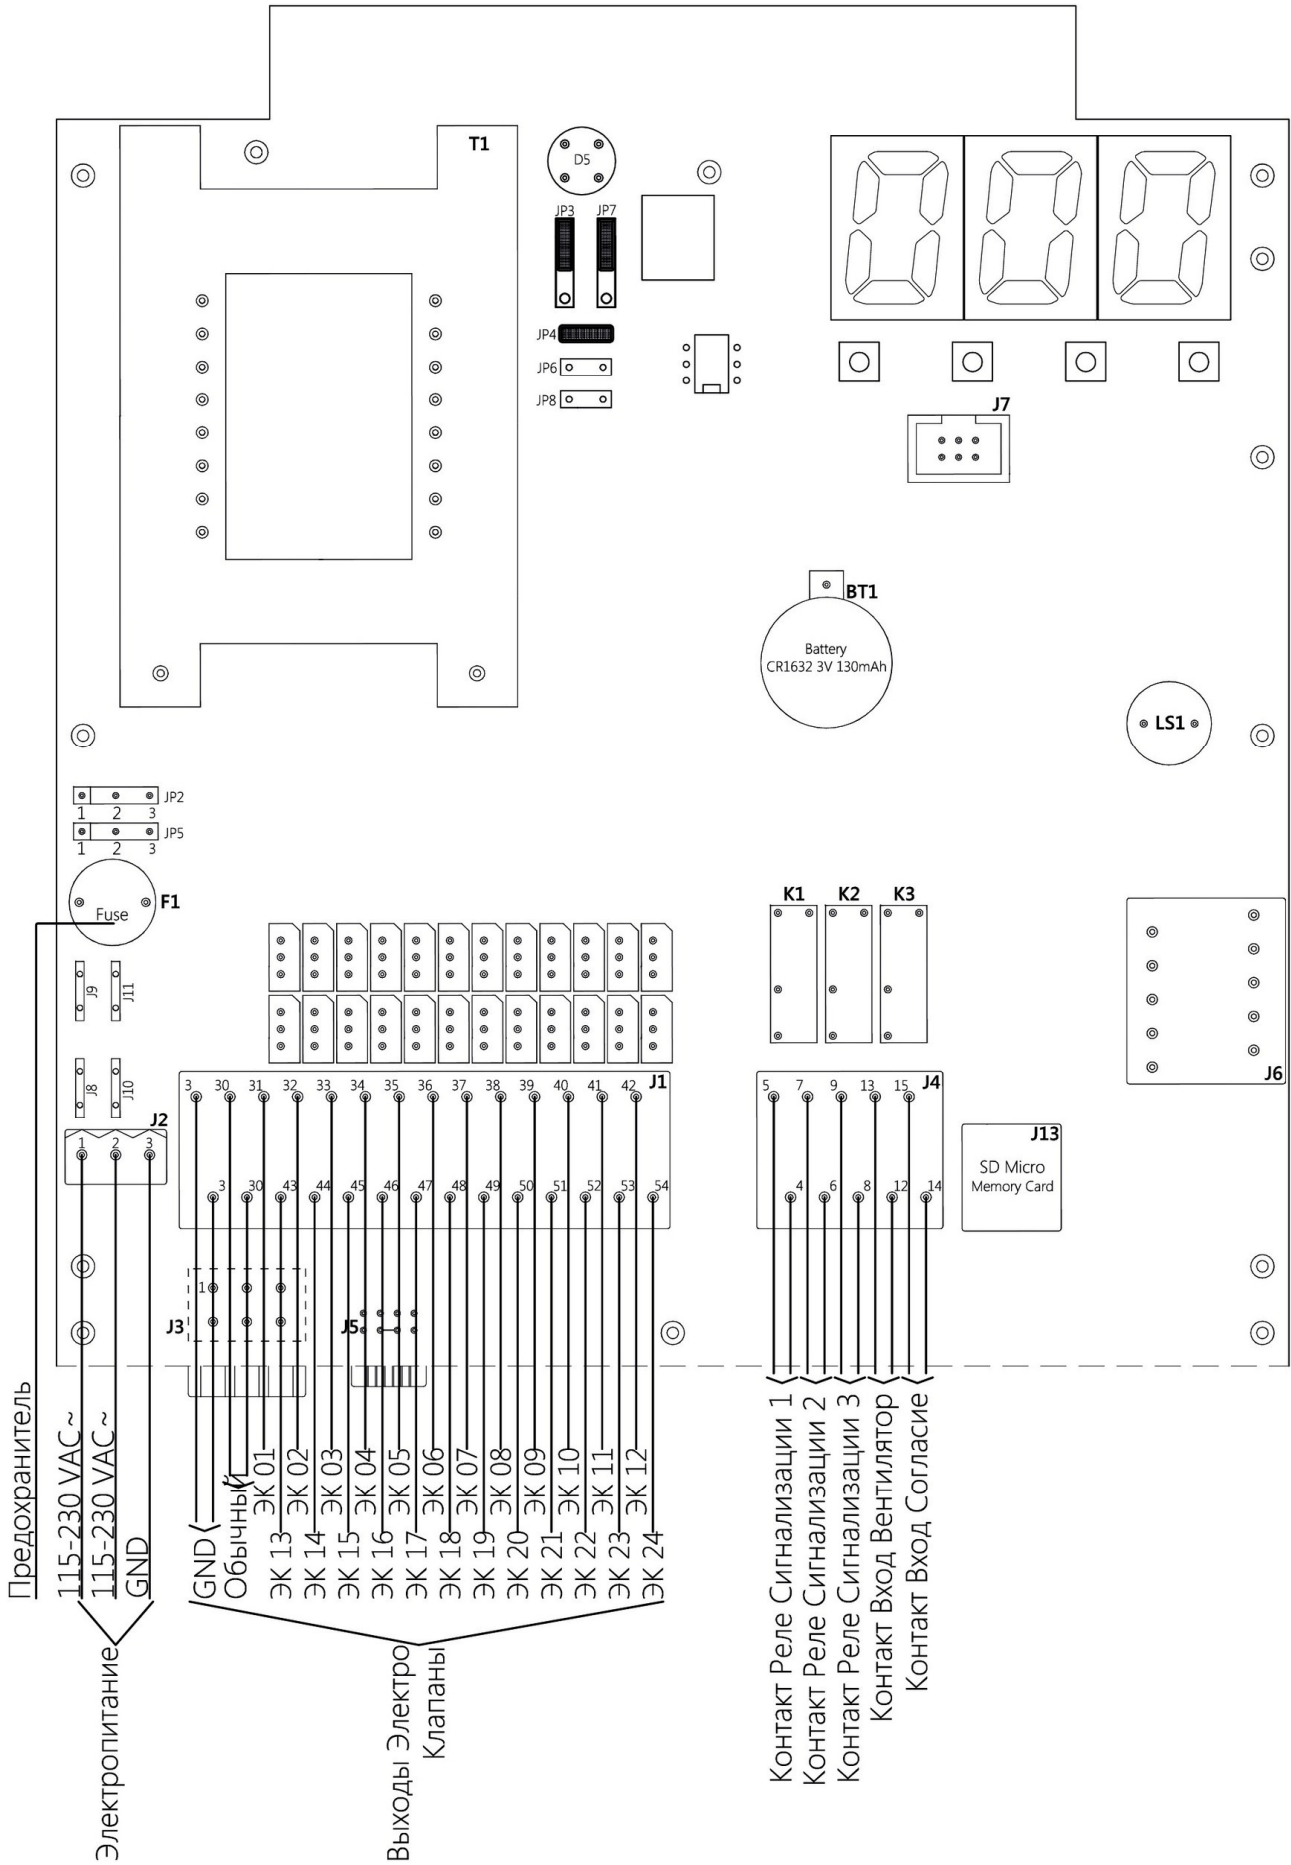 T1
D5
JP3 JP7
JP4
JP6
JP8
J7
BT1
Battery
CR1632 3V 130mAh
LS1
JP2
1 2 3
JP5
1 2 3
F1
Fuse
K1 K2 K3
J9 J11
J8 J10
J6
J2
1 2 3
J1
3 30 31 32 33 34 35 36 37 38 39 40 41 42
3 30 43 44 45 46 47 48 49 50 51 52 53 54
J4
5 7 9 13 15
4 6 8 12 14
J13
SD Micro
Memory Card
1
J3
J5
Предохранитель
115-230 VAC~
115-230 VAC~
GND
Электропитание
GND
Обычный
ЭК 01
ЭК 02
ЭК 03
ЭК 04
ЭК 05
ЭК 06
ЭК 07
ЭК 08
ЭК 09
ЭК 10
ЭК 11
ЭК 12
ЭК 13
ЭК 14
ЭК 15
ЭК 16
ЭК 17
ЭК 18
ЭК 19
ЭК 20
ЭК 21
ЭК 22
ЭК 23
ЭК 24
Выходы Электро
Клапаны
Контакт Реле Сигнализации 1
Контакт Реле Сигнализации 2
Контакт Реле Сигнализации 3
Контакт Вход Вентилятор
Контакт Вход Согласие